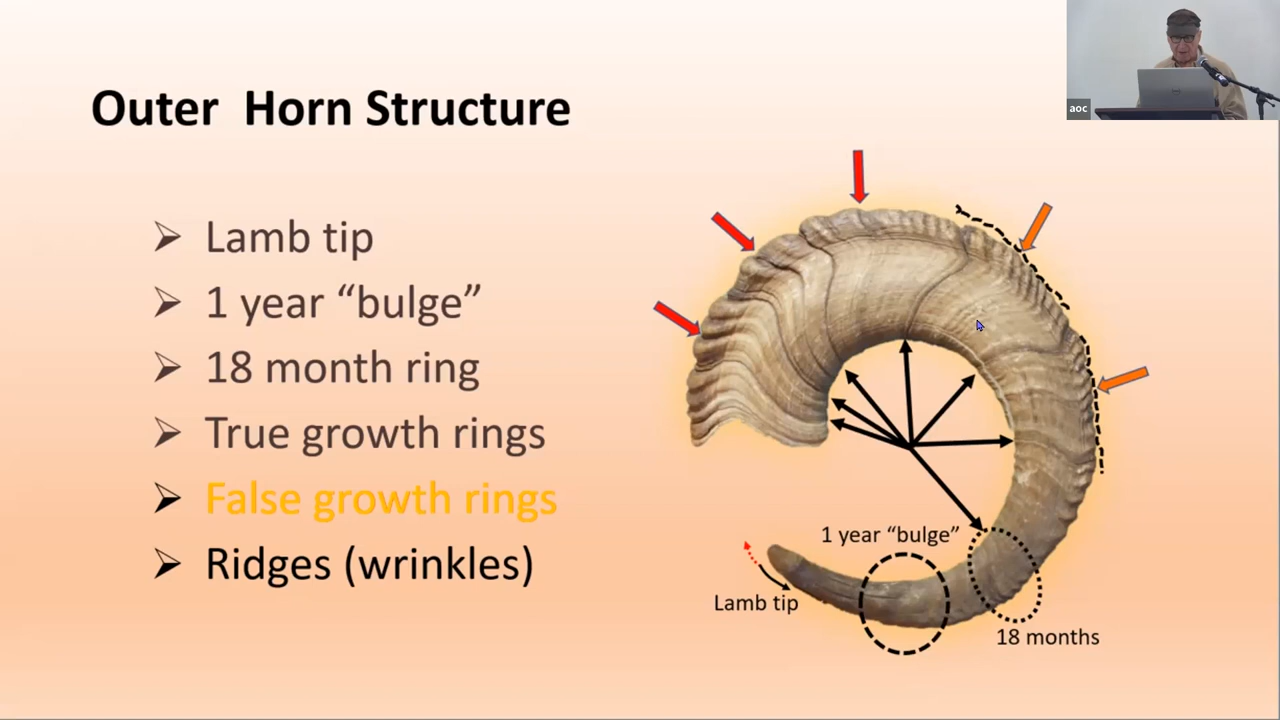 aoc
Outer Horn Structure
Lamb tip
1 year “bulge”
18 month ring
True growth rings
False growth rings
Ridges (wrinkles)
1 year “bulge”
Lamb tip
18 months